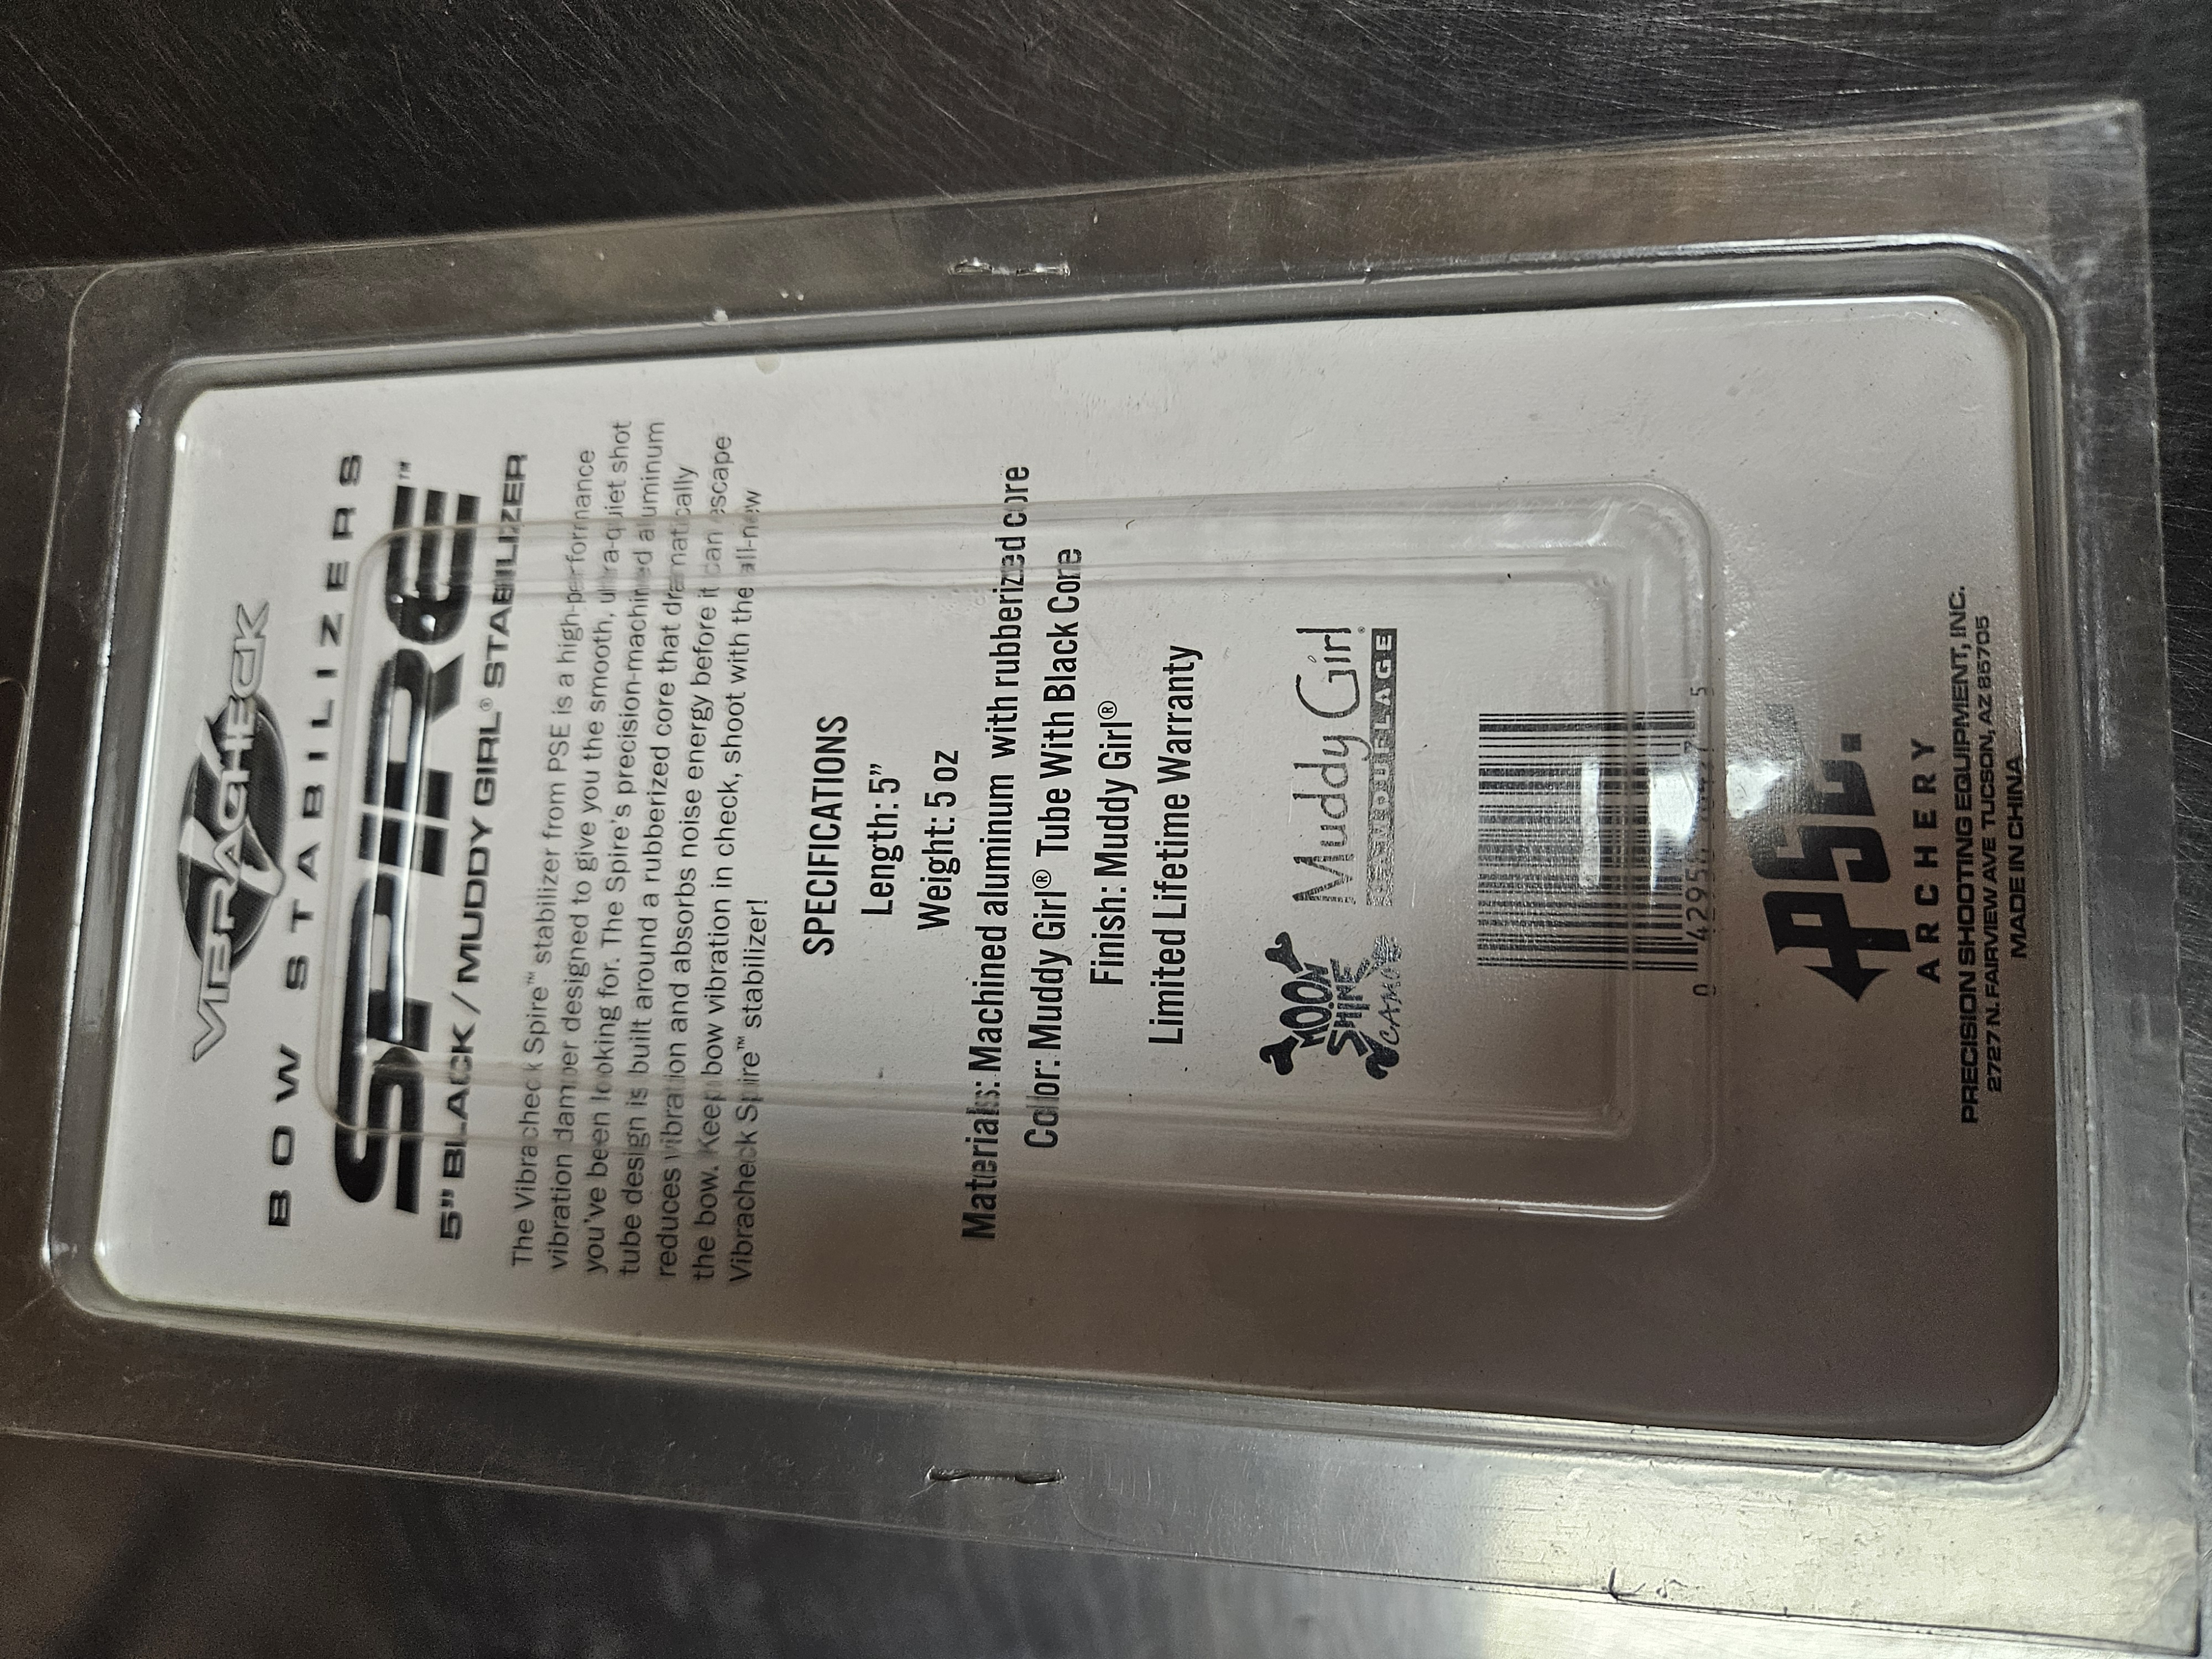 VIBRACHECK
BOW STABILIZERS
SPIRE™
5” BLACK / MUDDY GIRL® STABILIZER
The Vibracheck Spire™ stabilizer from PSE is a high-performance
vibration damper designed to give you the smooth, ultra-quiet shot
you've been looking for. The Spire's precision-machined aluminum
tube design is built around a rubberized core that dramatically
reduces vibration and absorbs noise energy before it can escape
the bow. Keep bow vibration in check, shoot with the all-new
Vibracheck Spire™ stabilizer!
SPECIFICATIONS
Length: 5”
Weight: 5 oz
Materials: Machined aluminum with rubberized core
Color: Muddy Girl® Tube With Black Core
Finish: Muddy Girl®
Limited Lifetime Warranty
MOON
SHINE
CAMO
Muddy Girl®
CAMOUFLAGE
0 5
PSE.
ARCHERY
PRECISION SHOOTING EQUIPMENT, INC.
2727 N. FAIRVIEW AVE TUCSON, AZ 85705
MADE IN CHINA